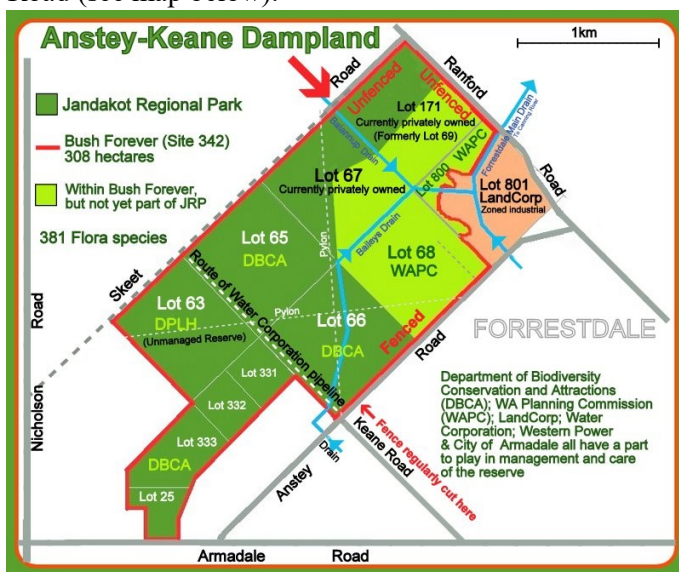 Road (see map below).
Anstey-Keane Dampland
1km
Jandakot Regional Park
Bush Forever (Site 342)
308 hectares
Within Bush Forever,
but not yet part of JRP
381 Flora species
Road
Ranford
Road
Unfenced
Unfenced
Lot 171
Currently privately owned
(Formerly Lot 69)
Forrestdale Main Drain
To Canning River
Lot 800 WAPC
Lot 67
Currently privately owned
Lot 801
LandCorp
Zoned industrial
Baileys Drain
Pylon
Lot 65
DBCA
Lot 68
WAPC
Skeet
Route of Water Corporation pipeline
Lot 63
DPLH
(Unmanaged Reserve)
Pylon
Lot 66
DBCA
Fenced
Road
FORRESTDALE
Road
Nicholson
Lot 331
Lot 332
Lot 333
DBCA
Lot 25
Drain
Anstey
Keane Road
Fence regularly cut here
Department of Biodiversity
Conservation and Attractions
(DBCA); WA Planning Commission
(WAPC); LandCorp; Water
Corporation; Western Power
& City of Armadale all have a part
to play in management and care
of the reserve
Armadale Road